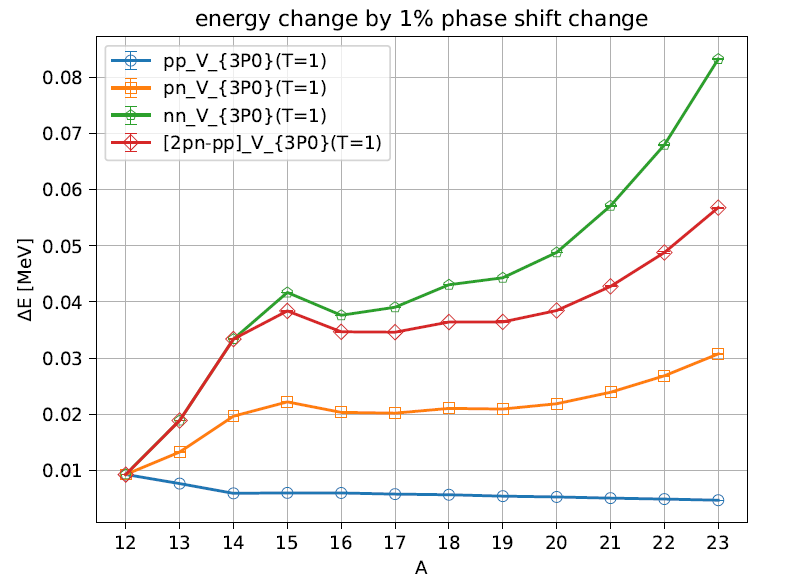 energy change by 1% phase shift change
pp_V_{3P0}(T=1)
pn_V_{3P0}(T=1)
nn_V_{3P0}(T=1)
[2pn-pp]_V_{3P0}(T=1)
ΔE [MeV]
0.08
0.07
0.06
0.05
0.04
0.03
0.02
0.01
12 13 14 15 16 17 18 19 20 21 22 23
A